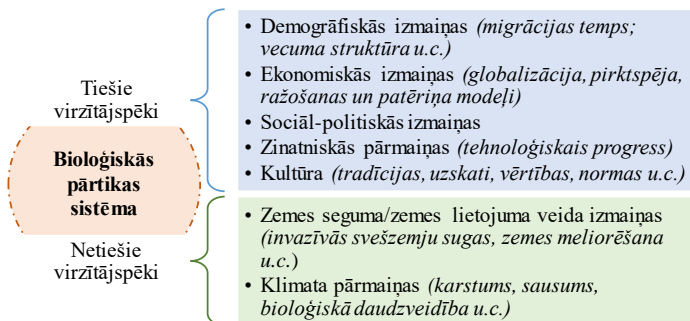 Tiešie
virzītājspēki
Bioloģiskās
pārtikas
sistēma
Netiešie
virzītājspēki
• Demogrāfiskās izmaiņas (migrācijas temps;
vecuma struktūra u.c.)
• Ekonomiskās izmaiņas (globalizācija, pirktspēja,
ražošanas un patēriņa modeļi)
• Sociāl-politiskās izmaiņas
• Zinatniskās pārmaiņas (tehnoloģiskais progress)
• Kultūra (tradīcijas, uzskati, vērtības, normas u.c.)
• Zemes seguma/zemes lietojuma veida izmaiņas
(invazīvās svešzemju sugas, zemes meliorēšana
u.c.)
• Klimata pārmaiņas (karstums, sausums,
bioloģiskā daudzveidība u.c.)